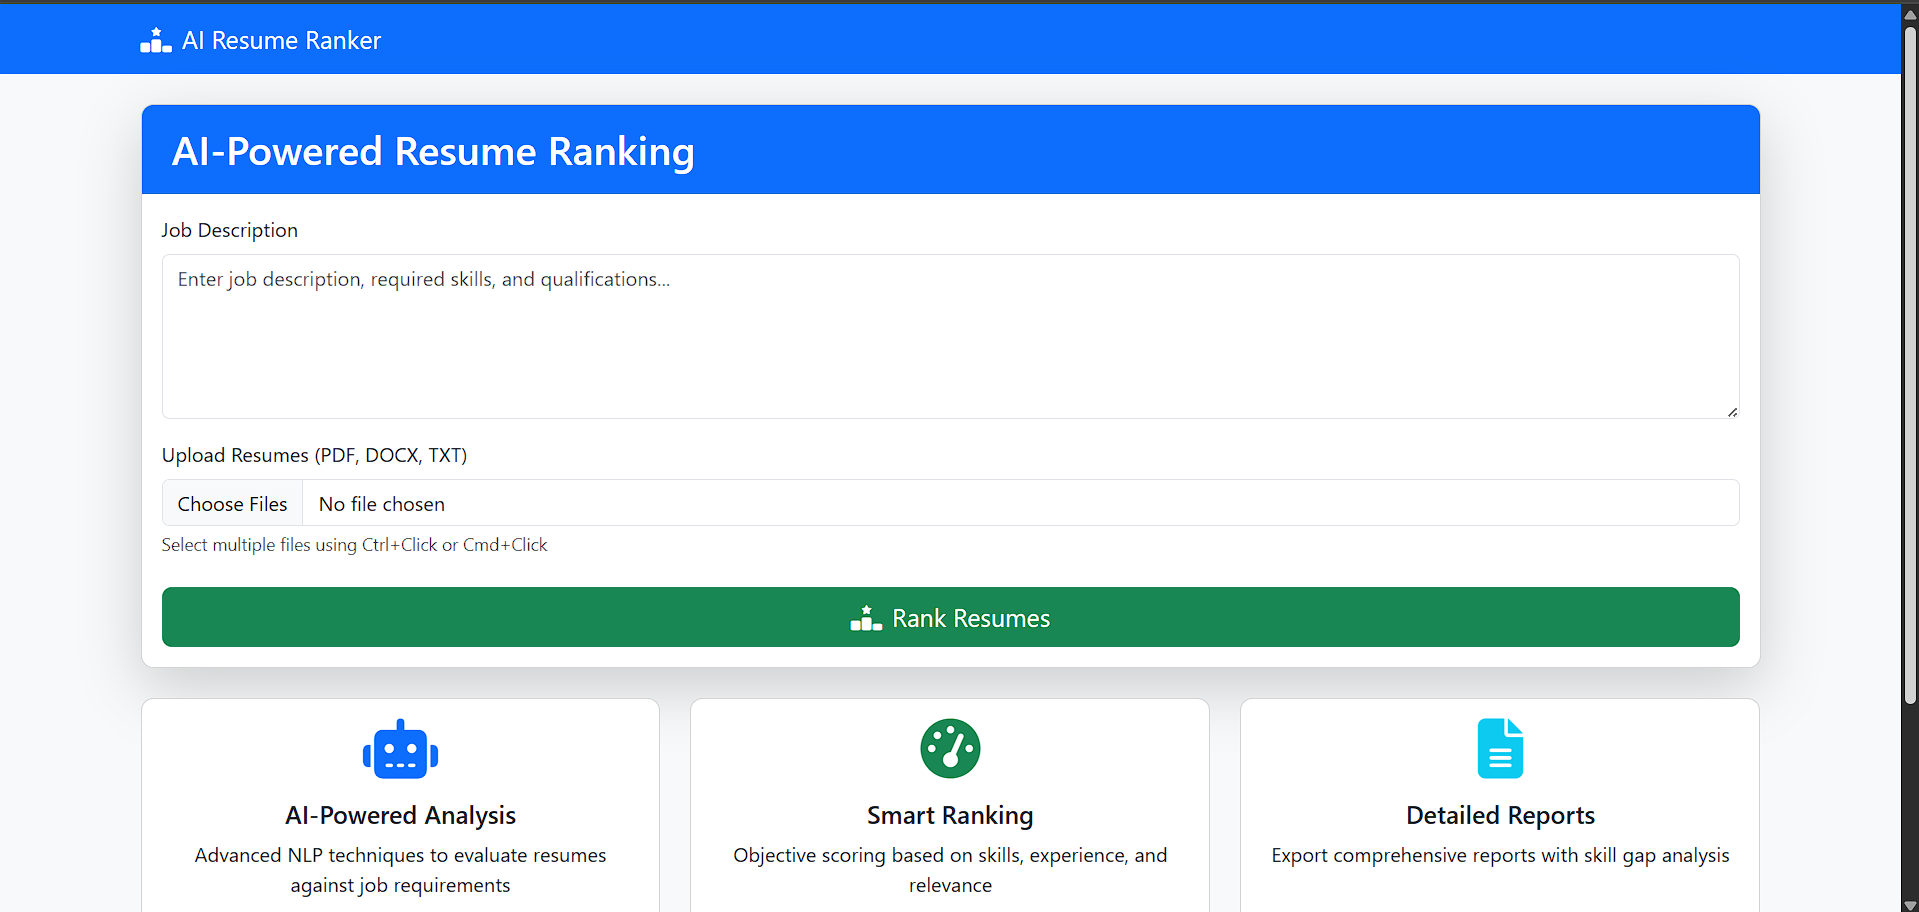 AI Resume Ranker
AI-Powered Resume Ranking
Job Description
Enter job description, required skills, and qualifications...
Upload Resumes (PDF, DOCX, TXT)
Choose Files No file chosen
Select multiple files using Ctrl+Click or Cmd+Click
Rank Resumes
AI-Powered Analysis
Advanced NLP techniques to evaluate resumes
against job requirements
Smart Ranking
Objective scoring based on skills, experience, and
relevance
Detailed Reports
Export comprehensive reports with skill gap analysis